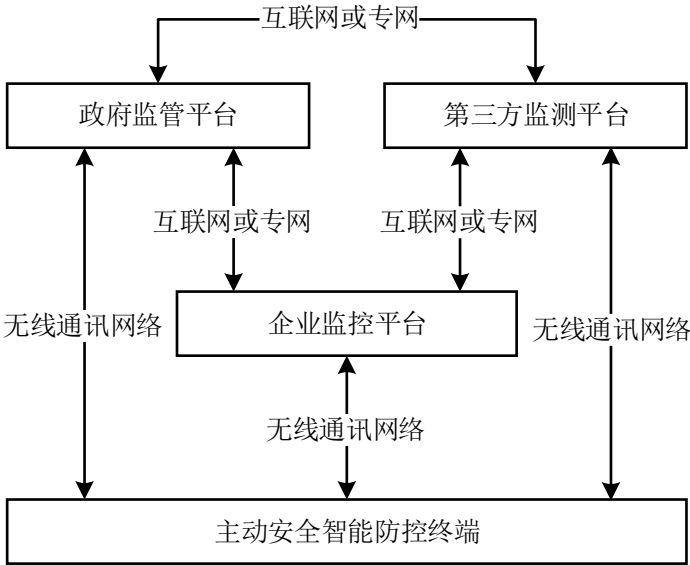 互联网或专网
政府监管平台
第三方监测平台
互联网或专网
互联网或专网
企业监控平台
无线通讯网络
无线通讯网络
无线通讯网络
主动安全智能防控终端